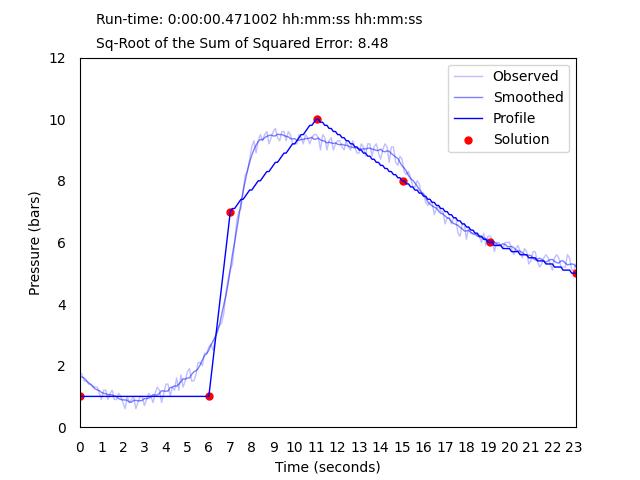 Run-time: 0:00:00.471002 hh:mm:ss hh:mm:ss
Sq-Root of the Sum of Squared Error: 8.48
Observed
Smoothed
Profile
Solution
Pressure (bars)
12
10
8
6
4
2
0
0 1 2 3 4 5 6 7 8 9 10 11 12 13 14 15 16 17 18 19 20 21 22 23
Time (seconds)